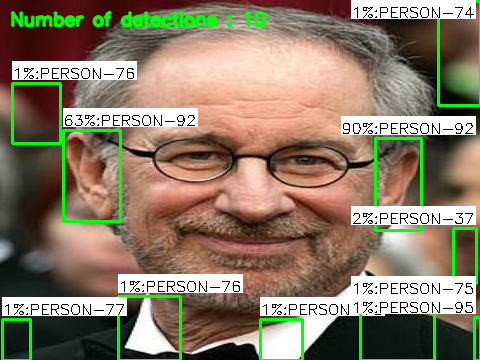 Number of detections : 10
1%:PERSON-74
1%:PERSON-76
63%:PERSON-92
90%:PERSON-92
2%:PERSON-37
1%:PERSON-76
1%:PERSON-75
1%:PERSON-77
1%:PERSON
1%:PERSON-95